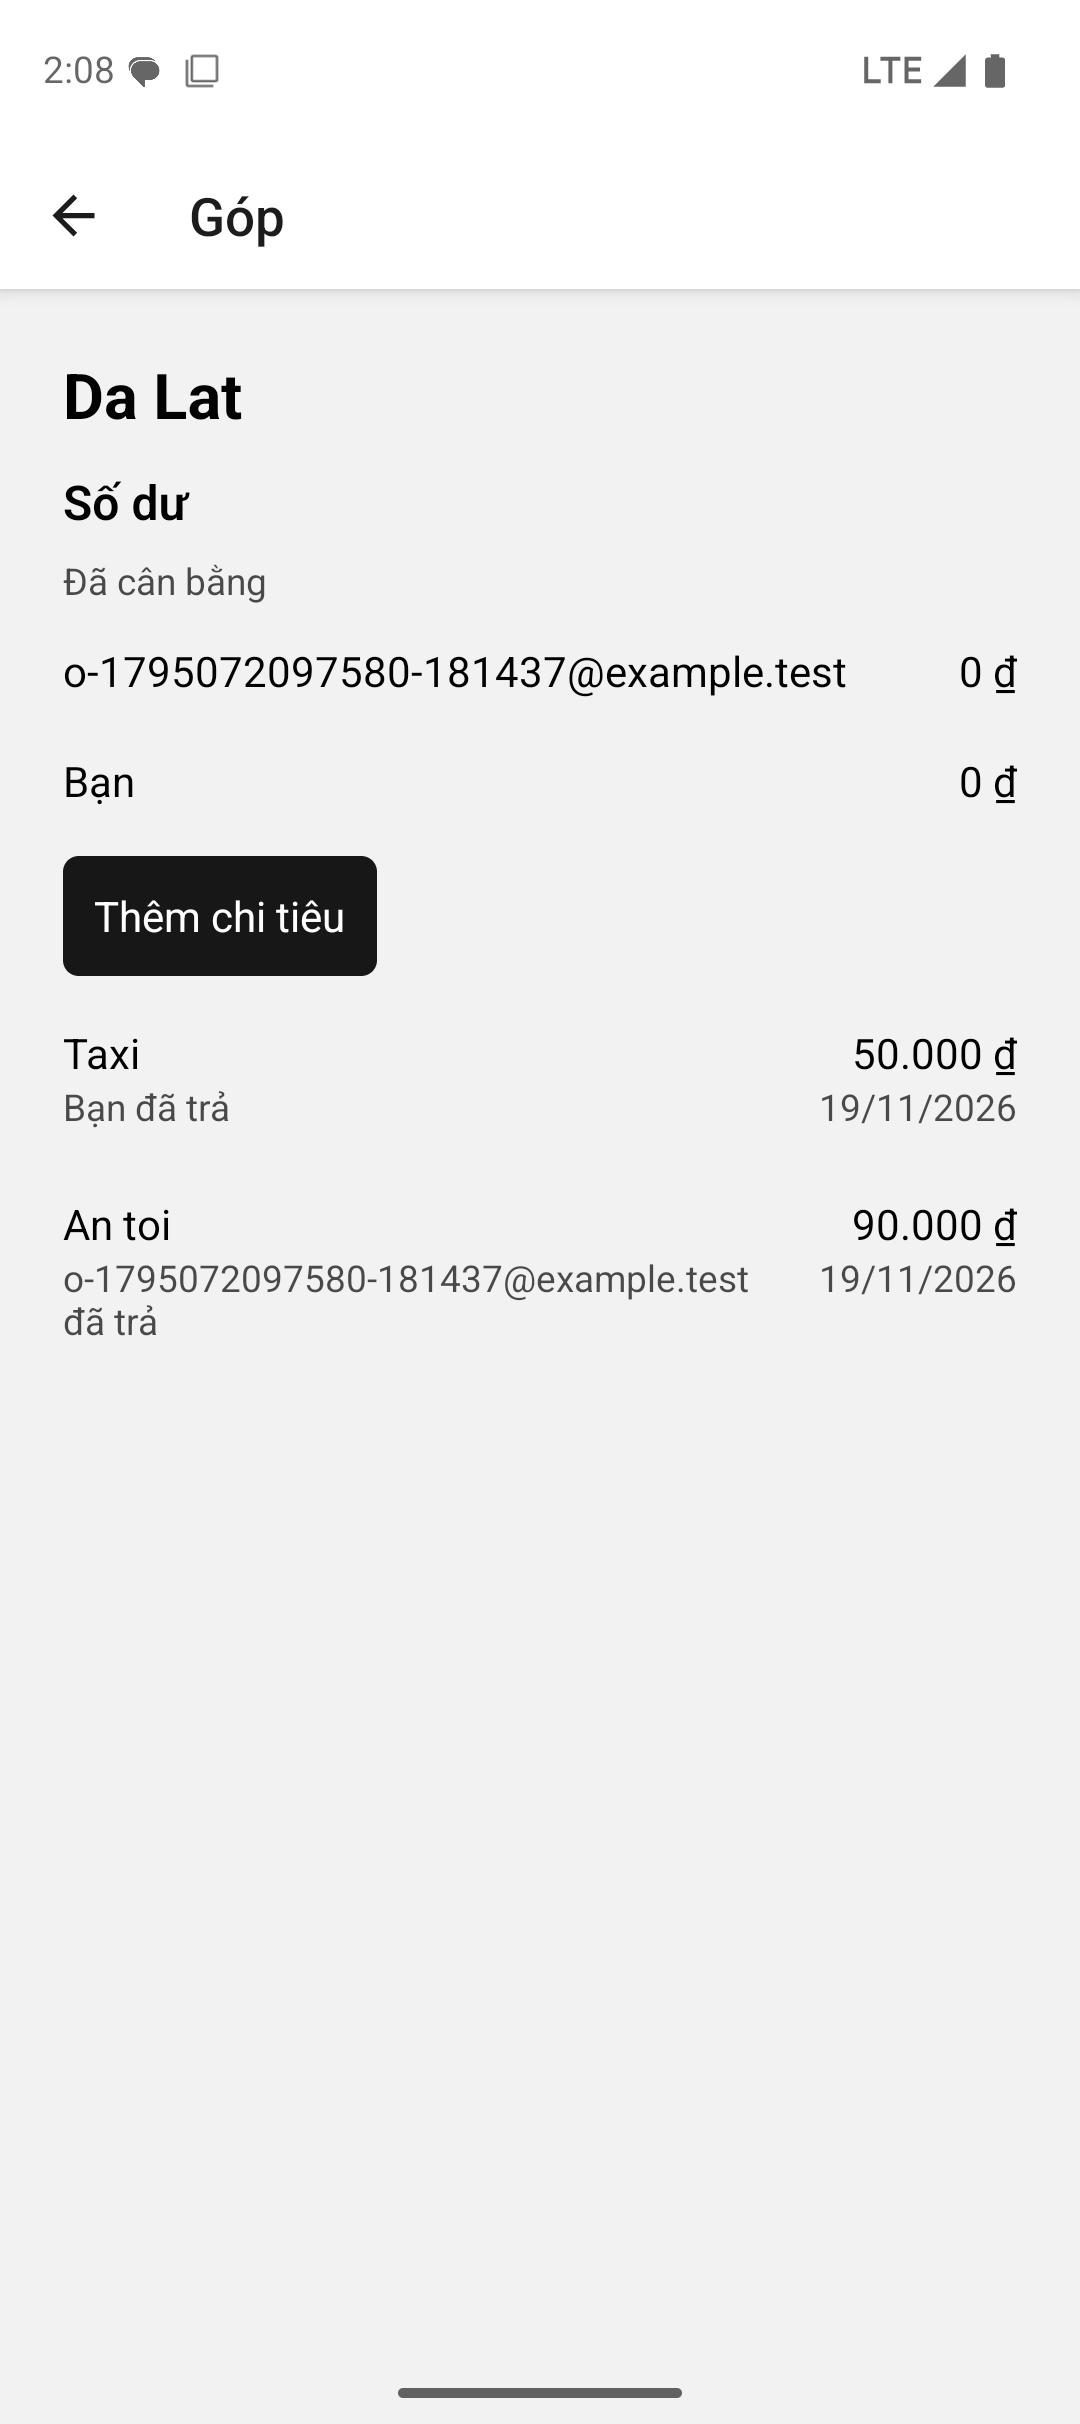 2:08 LTE
Góp
Da Lat
Số dư
Đã cân bằng
o-1795072097580-181437@example.test 0 ₫
Bạn 0 ₫
Thêm chi tiêu
Taxi 50.000 ₫
Bạn đã trả 19/11/2026
An toi 90.000 ₫
o-1795072097580-181437@example.test 19/11/2026
đã trả